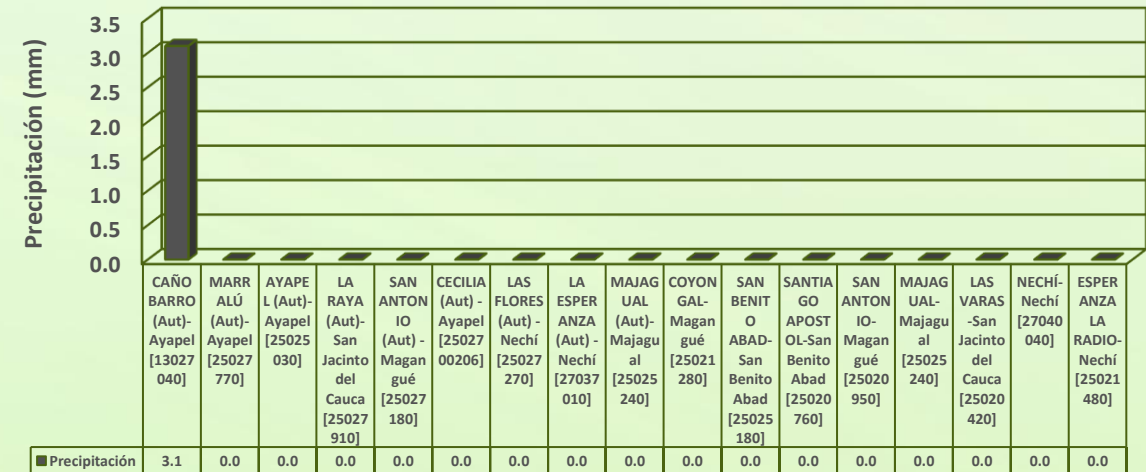 Precipitación (mm)
3.5
3.0
2.5
2.0
1.5
1.0
0.5
0.0
CAÑO
BARRO
(Aut)-
Ayapel
[13027
040]
MARR
ALÚ
(Aut)-
Ayapel
[25027
770]
AYAPE
L (Aut)-
Ayapel
[25025
030]
LA
RAYA
(Aut)-
San
Jacinto
del
Cauca
[25027
910]
SAN
ANTON
IO
(Aut) -
Magan
gué
[25027
180]
CECILIA
(Aut) -
Ayapel
[25027
00206]
LAS
FLORES
(Aut) -
Nechí
[25027
270]
LA
ESPER
ANZA
(Aut) -
Nechí
[27037
010]
MAJAG
UAL
(Aut)-
Majagu
al
[25025
240]
COYON
GAL-
Magan
gué
[25021
280]
SAN
BENIT
O
ABAD-
San
Benito
Abad
[25025
180]
SANTIA
GO
APOST
OL-San
Benito
Abad
[25020
760]
SAN
ANTON
IO-
Magan
gué
[25020
950]
MAJAG
UAL-
Majagu
al
[25025
240]
LAS
VARAS
-San
Jacinto
del
Cauca
[25020
420]
NECHÍ-
Nechí
[27040
040]
ESPER
ANZA
LA
RADIO-
Nechí
[25021
480]
Precipitación 3.1 0.0 0.0 0.0 0.0 0.0 0.0 0.0 0.0 0.0 0.0 0.0 0.0 0.0 0.0 0.0 0.0